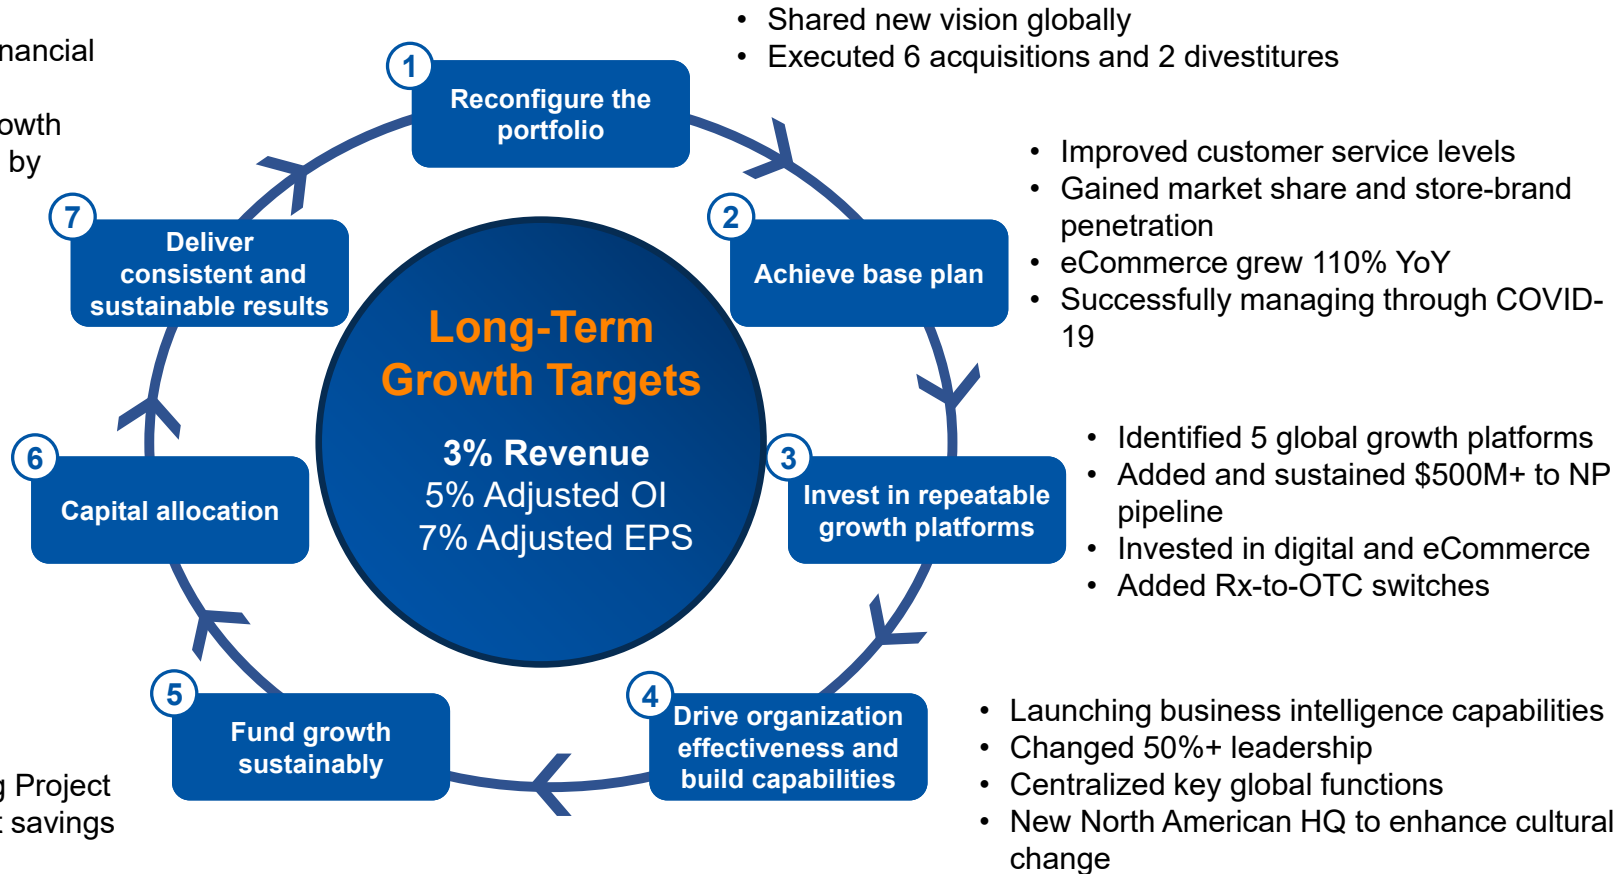 • Shared new vision globally
• Executed 6 acquisitions and 2 divestitures
nancial
owth
by
1
Reconfigure the
portfolio
• Improved customer service levels
• Gained market share and store-brand
penetration
• eCommerce grew 110% YoY
• Successfully managing through COVID-
19
2
Achieve base plan
7
Deliver
consistent and
sustainable results
Long-Term
Growth Targets
3% Revenue
5% Adjusted OI
7% Adjusted EPS
3
Invest in repeatable
growth platforms
• Identified 5 global growth platforms
• Added and sustained $500M+ to NP
pipeline
• Invested in digital and eCommerce
• Added Rx-to-OTC switches
6
Capital allocation
4
Drive organization
effectiveness and
build capabilities
• Launching business intelligence capabilities
• Changed 50%+ leadership
• Centralized key global functions
• New North American HQ to enhance cultural
change
5
Fund growth
sustainably
g Project
t savings